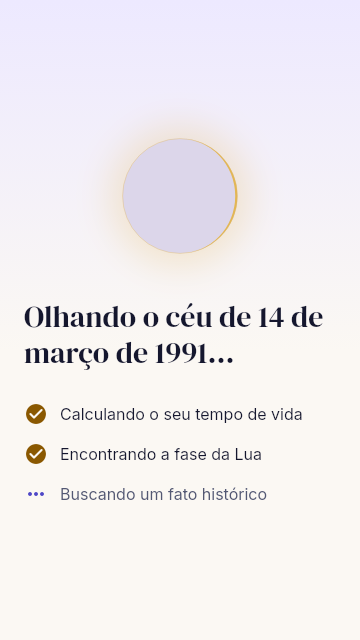 Olhando o céu de 14 de
março de 1991...
Calculando o seu tempo de vida
Encontrando a fase da Lua
Buscando um fato histórico